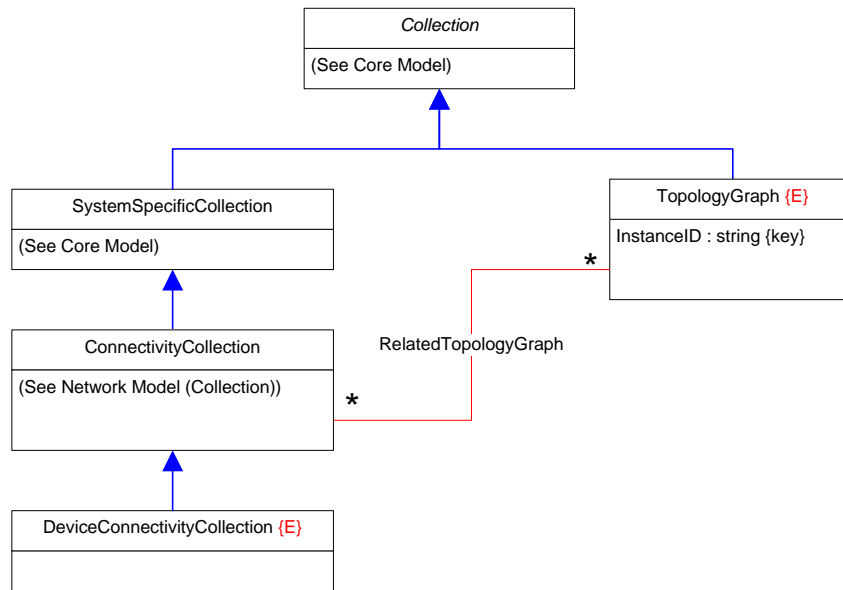 Collection
(See Core Model)
SystemSpecificCollection
(See Core Model)
TopologyGraph {E}
InstanceID : string {key}
*
RelatedTopologyGraph
ConnectivityCollection
(See Network Model (Collection))
*
DeviceConnectivityCollection {E}